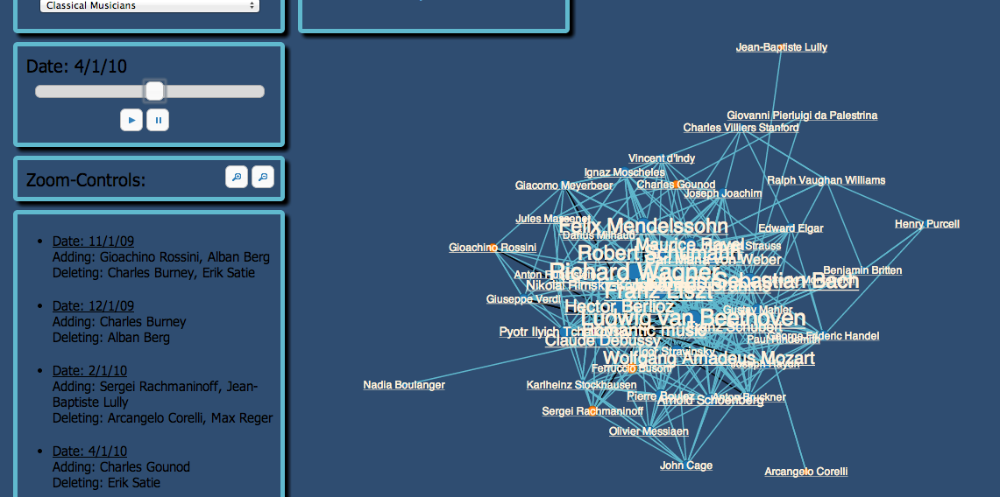 Classical Musicians
Date: 4/1/10
Zoom-Controls:
Date: 11/1/09
Adding: Gioachino Rossini, Alban Berg
Deleting: Charles Burney, Erik Satie
Date: 12/1/09
Adding: Charles Burney
Deleting: Alban Berg
Date: 2/1/10
Adding: Sergei Rachmaninoff, Jean-
Baptiste Lully
Deleting: Arcangelo Corelli, Max Reger
Date: 4/1/10
Adding: Charles Gounod
Deleting: Erik Satie
Jean-Baptiste Lully
Giovanni Pierluigi da Palestrina
Charles Villiers Stanford
Vincent d'Indy
Ignaz Moscheles
Giacomo Meyerbeer
Charles Gounod
Joseph Joachim
Ralph Vaughan Williams
Jules Massenet
Felix Mendelssohn
Henry Purcell
Edward Elgar
Darius Milhaud
Gioachino Rossini
Maurice Ravel
Strauss
Robert Schumann
Carl Maria von Weber
Richard Wagner
Benjamin Britten
Anton Rubinstein
Sebastian Bach
Nikolai Rimsk
Franz Liszt
Giuseppe Verdi
Hector Berlioz
Gustav Mahler
Ludwig van Beethoven
Franz Schubert
Pyotr Ilyich Tch
music
George Frideric Handel
Paul Hindemith
Claude Debussy
Igor Stravinsky
Wolfgang Amadeus Mozart
Joseph Haydn
Ferruccio Busoni
Nadia Boulanger
Karlheinz Stockhausen
Pierre Boulez
Anton Bruckner
Arnold Schoenberg
Sergei Rachmaninoff
Olivier Messiaen
John Cage
Arcangelo Corelli